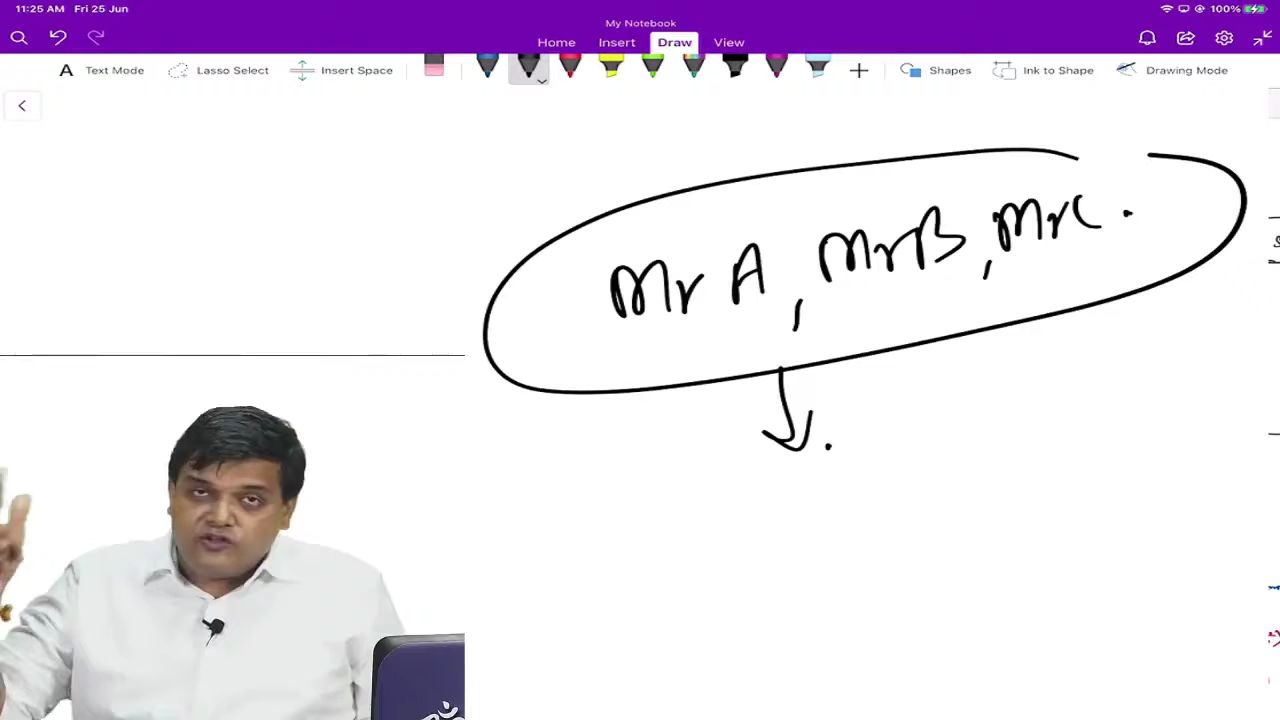 11:25 AM Fri 25 Jun 100%
My Notebook
Home Insert Draw View
A Text Mode Lasso Select Insert Space Shapes Ink to Shape Drawing Mode
Mr A, Mr B, Mr C.
ॐ